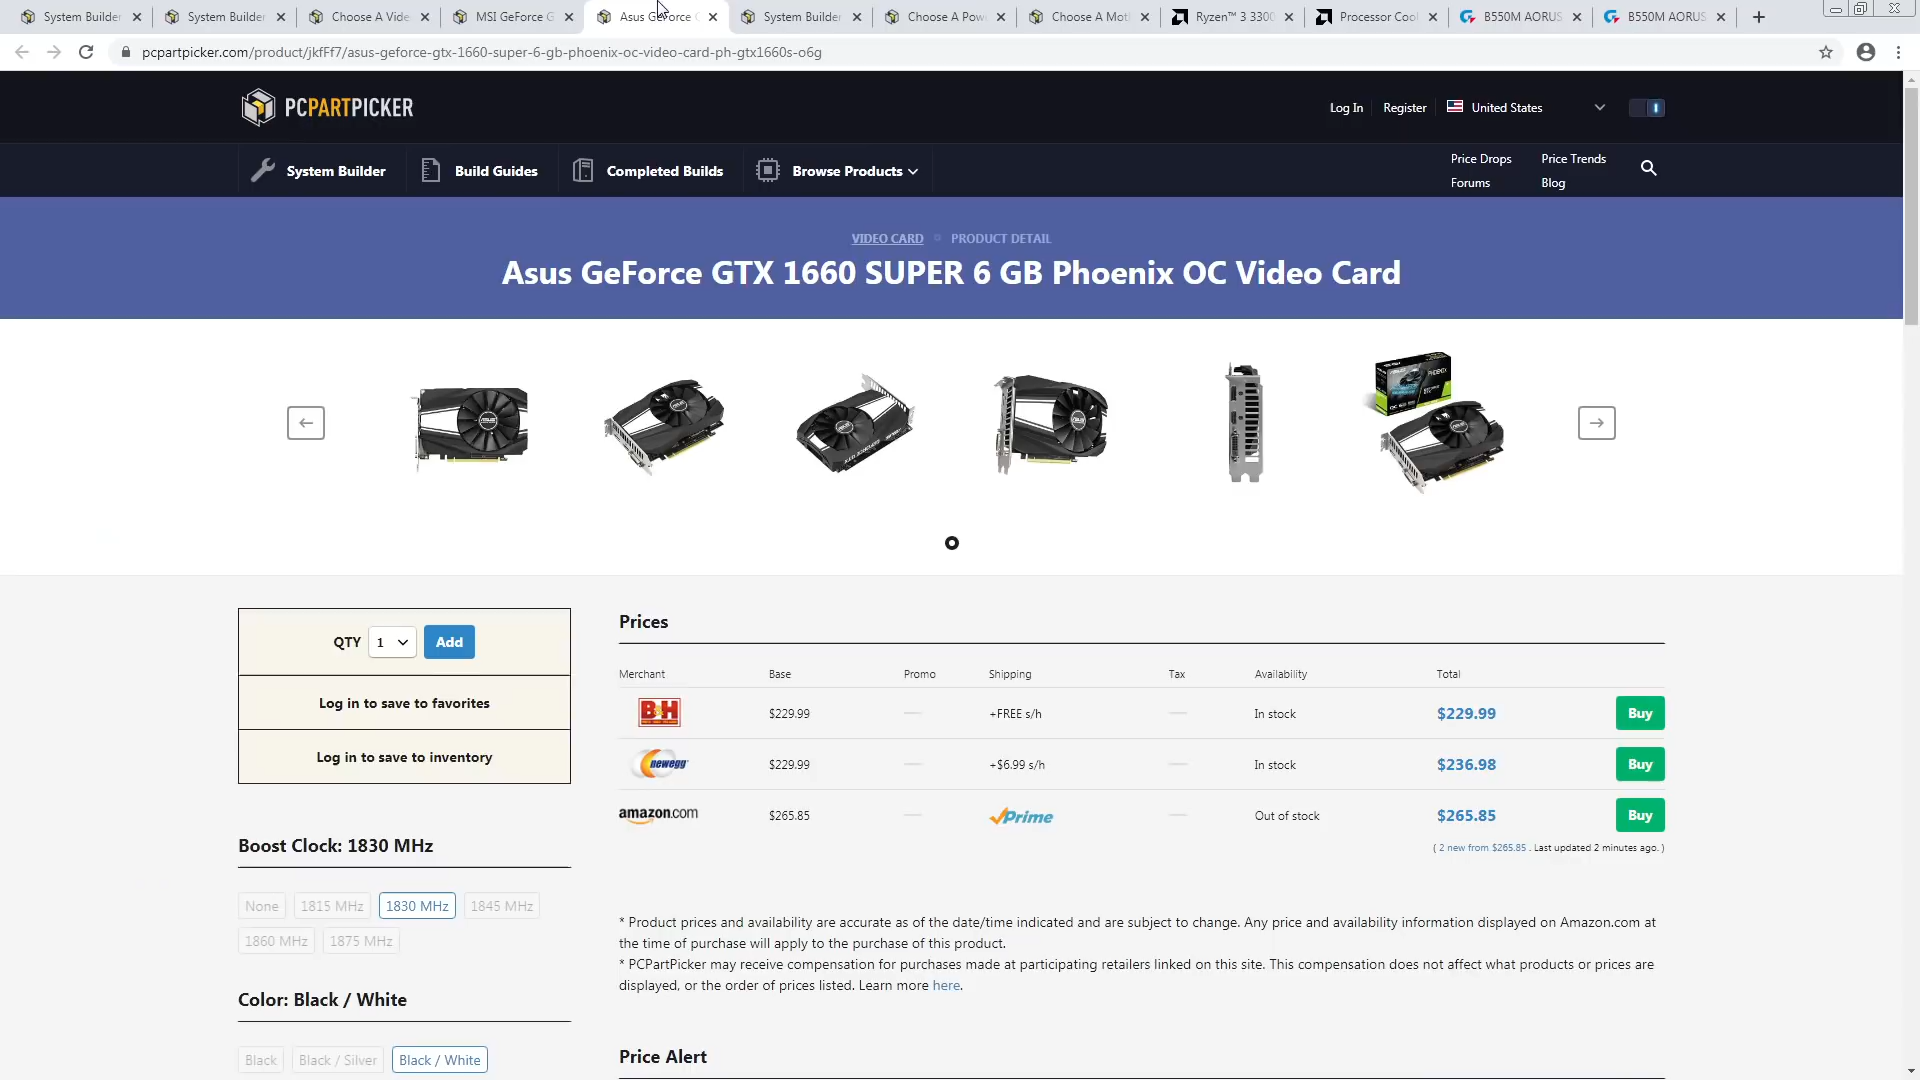 System Builder
System Builder
Choose A Vide
MSI GeForce G
Asus GeForce
System Builder
Choose A Pow
Choose A Mot
Ryzen™ 3 3300
Processor Cool
B550M AORUS
B550M AORUS
pcpartpicker.com/product/jkfFf7/asus-geforce-gtx-1660-super-6-gb-phoenix-oc-video-card-ph-gtx1660s-o6g
PCPARTPICKER
Log In
Register
United States
System Builder
Build Guides
Completed Builds
Browse Products
Price Drops
Price Trends
Forums
Blog
VIDEO CARD
PRODUCT DETAIL
Asus GeForce GTX 1660 SUPER 6 GB Phoenix OC Video Card
QTY 1 Add
Log in to save to favorites
Log in to save to inventory
Boost Clock: 1830 MHz
None 1815 MHz 1830 MHz 1845 MHz
1860 MHz 1875 MHz
Color: Black / White
Black Black / Silver Black / White
Prices
Merchant Base Promo Shipping Tax Availability Total
B&H $229.99 — +FREE s/h — In stock $229.99 Buy
newegg $229.99 — +$6.99 s/h — In stock $236.98 Buy
amazon.com $265.85 — Prime — Out of stock $265.85 Buy
( 2 new from $265.85 . Last updated 2 minutes ago. )
* Product prices and availability are accurate as of the date/time indicated and are subject to change. Any price and availability information displayed on Amazon.com at
the time of purchase will apply to the purchase of this product.
* PCPartPicker may receive compensation for purchases made at participating retailers linked on this site. This compensation does not affect what products or prices are
displayed, or the order of prices listed. Learn more here.
Price Alert